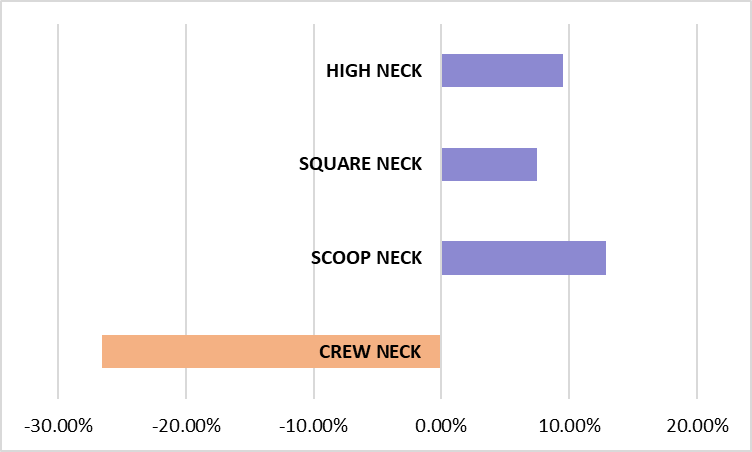 HIGH NECK
SQUARE NECK
SCOOP NECK
CREW NECK
-30.00% -20.00% -10.00% 0.00% 10.00% 20.00%